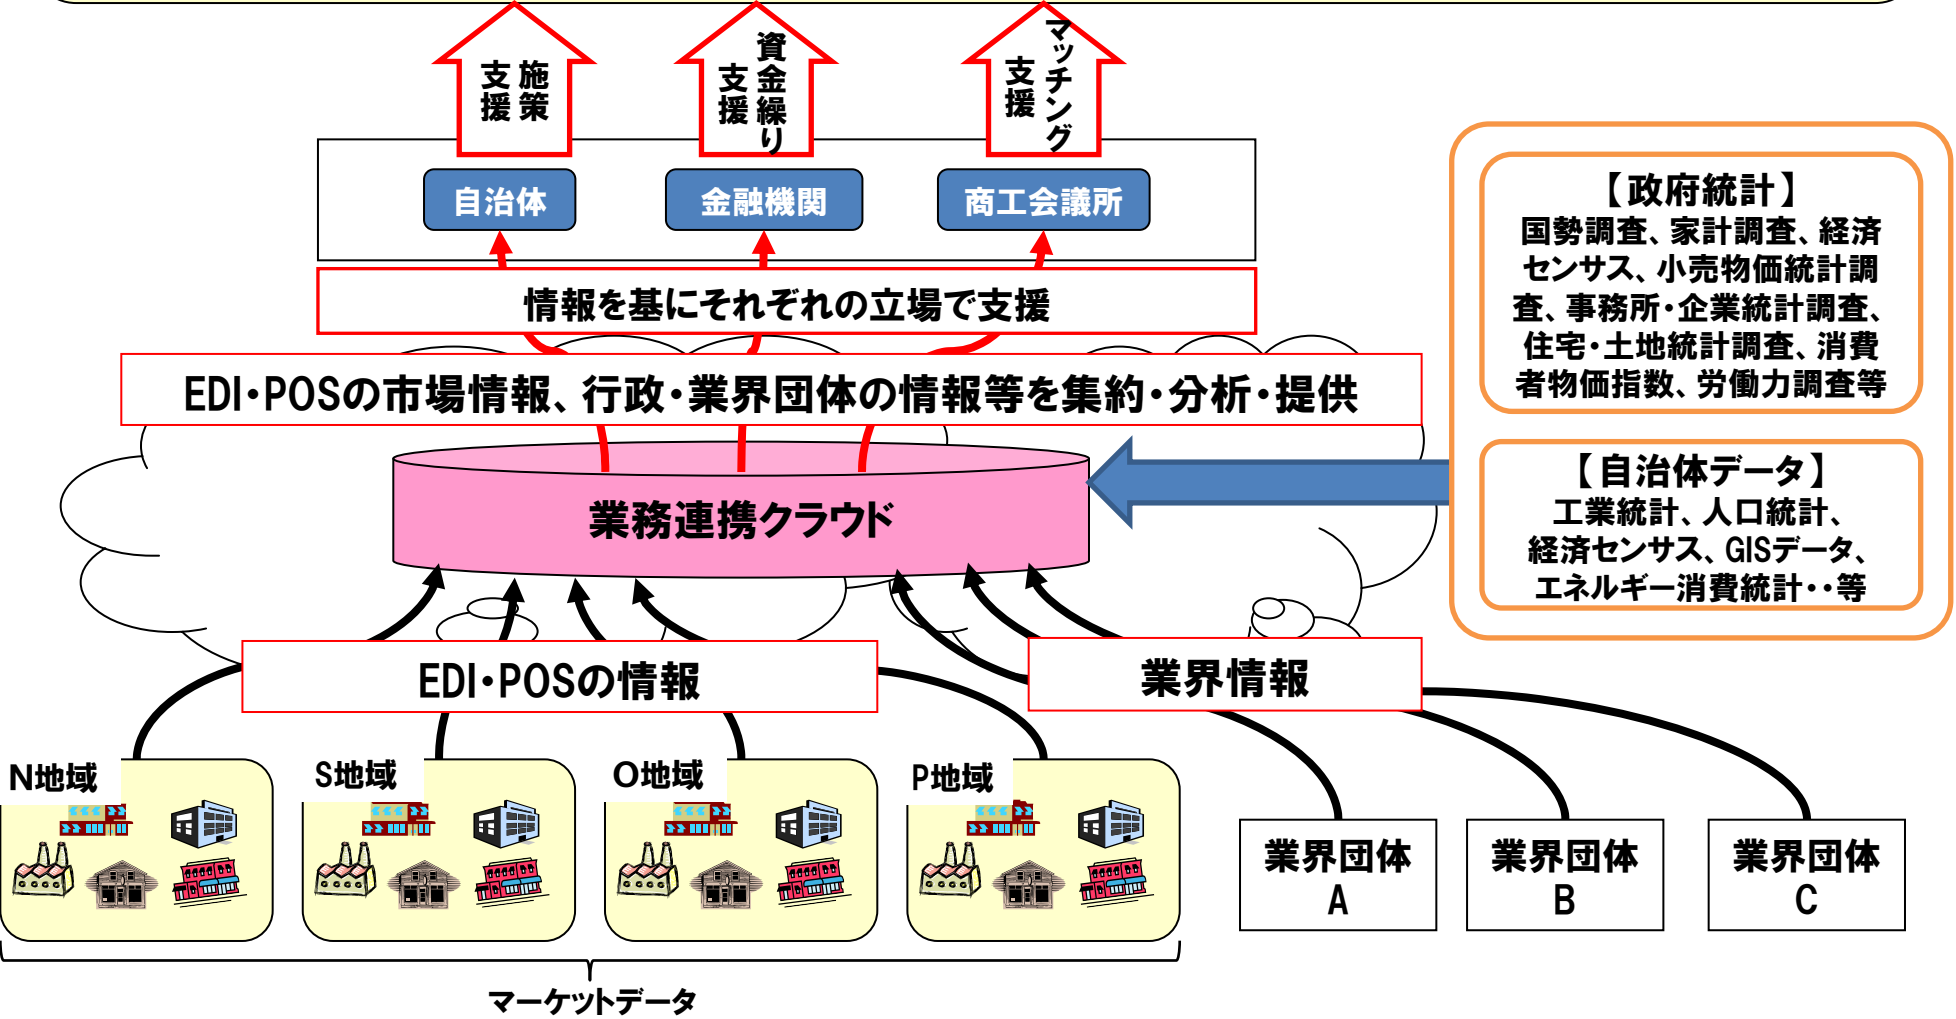 施策
支援
資金繰り
支援
マッチング
支援
自治体
金融機関
商工会議所
情報を基にそれぞれの立場で支援
EDI・POSの市場情報、行政・業界団体の情報等を集約・分析・提供
業務連携クラウド
【政府統計】
国勢調査、家計調査、経済
センサス、小売物価統計調
査、事務所・企業統計調査、
住宅・土地統計調査、消費
者物価指数、労働力調査等
【自治体データ】
工業統計、人口統計、
経済センサス、GISデータ、
エネルギー消費統計・・等
EDI・POSの情報
業界情報
N地域
S地域
O地域
P地域
業界団体
A
業界団体
B
業界団体
C
マーケットデータ